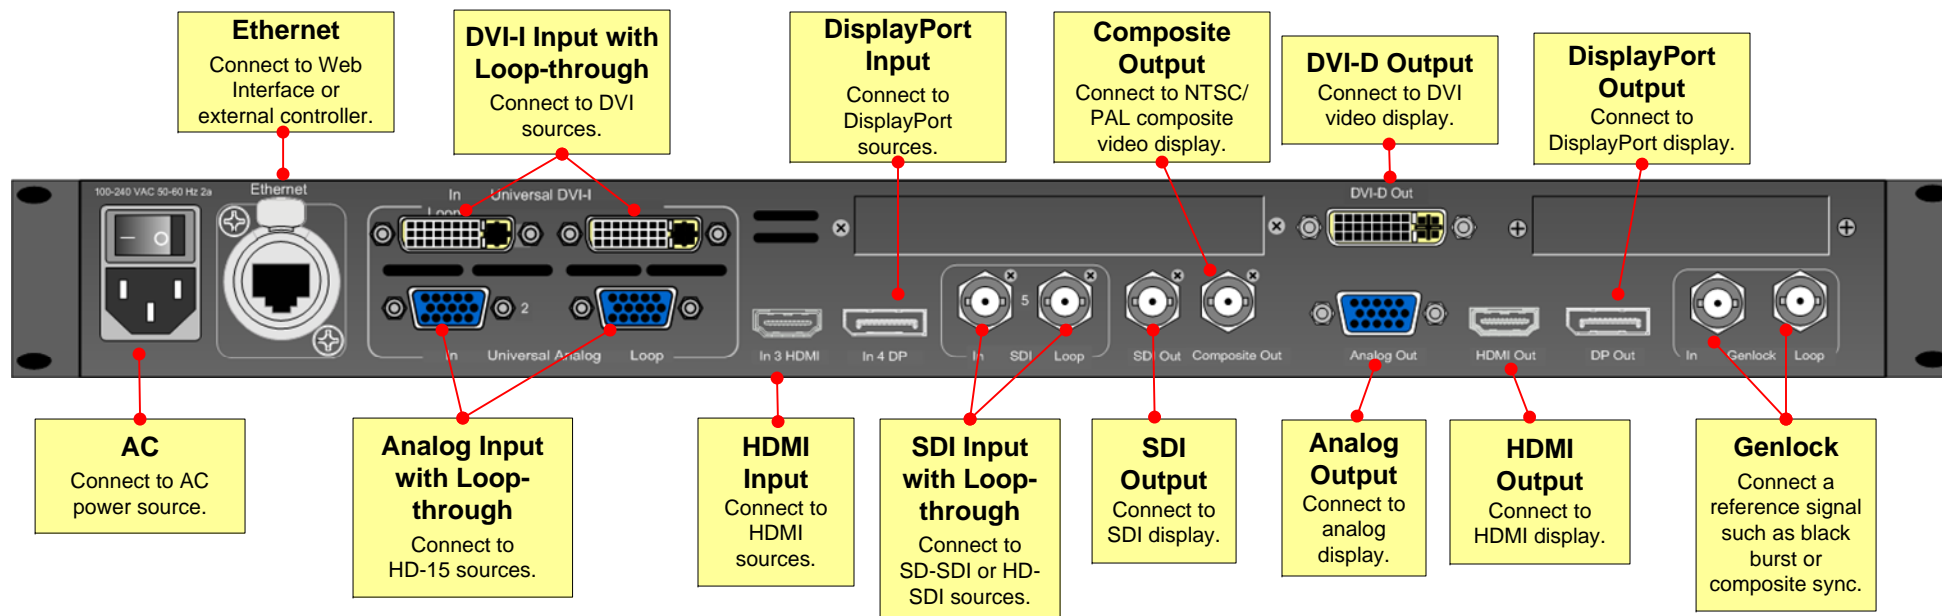 Ethernet
Connect to Web
Interface or
external controller.
DVI-I Input with
Loop-through
Connect to DVI
sources.
DisplayPort
Input
Connect to
DisplayPort
sources.
Composite
Output
Connect to NTSC/
PAL composite
video display.
DVI-D Output
Connect to DVI
video display.
DisplayPort
Output
Connect to
DisplayPort display.
100-240 VAC 50-60 Hz 2a
Ethernet
In
Universal DVI-I
Loop
DVI-D Out
2
5
In
Universal Analog
Loop
In 3 HDMI
In 4 DP
In
SDI
Loop
SDI Out
Composite Out
Analog Out
HDMI Out
DP Out
In
Genlock
Loop
AC
Connect to AC
power source.
Analog Input
with Loop-
through
Connect to
HD-15 sources.
HDMI
Input
Connect to
HDMI
sources.
SDI Input
with Loop-
through
Connect to
SD-SDI or HD-
SDI sources.
SDI
Output
Connect to
SDI display.
Analog
Output
Connect to
analog
display.
HDMI
Output
Connect to
HDMI display.
Genlock
Connect a
reference signal
such as black
burst or
composite sync.